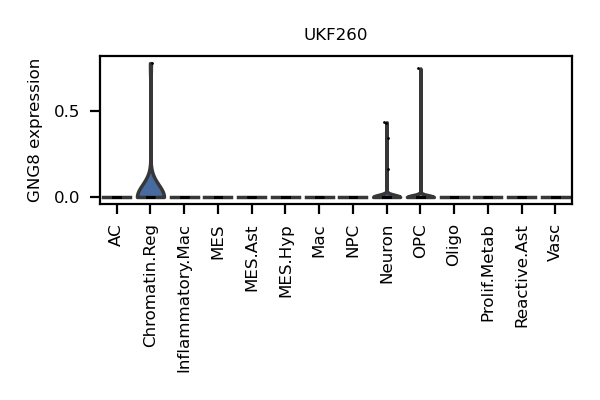 UKF260
GNG8 expression
0.5
0.0
AC
Chromatin.Reg
Inflammatory.Mac
MES
MES.Ast
MES.Hyp
Mac
NPC
Neuron
OPC
Oligo
Prolif.Metab
Reactive.Ast
Vasc